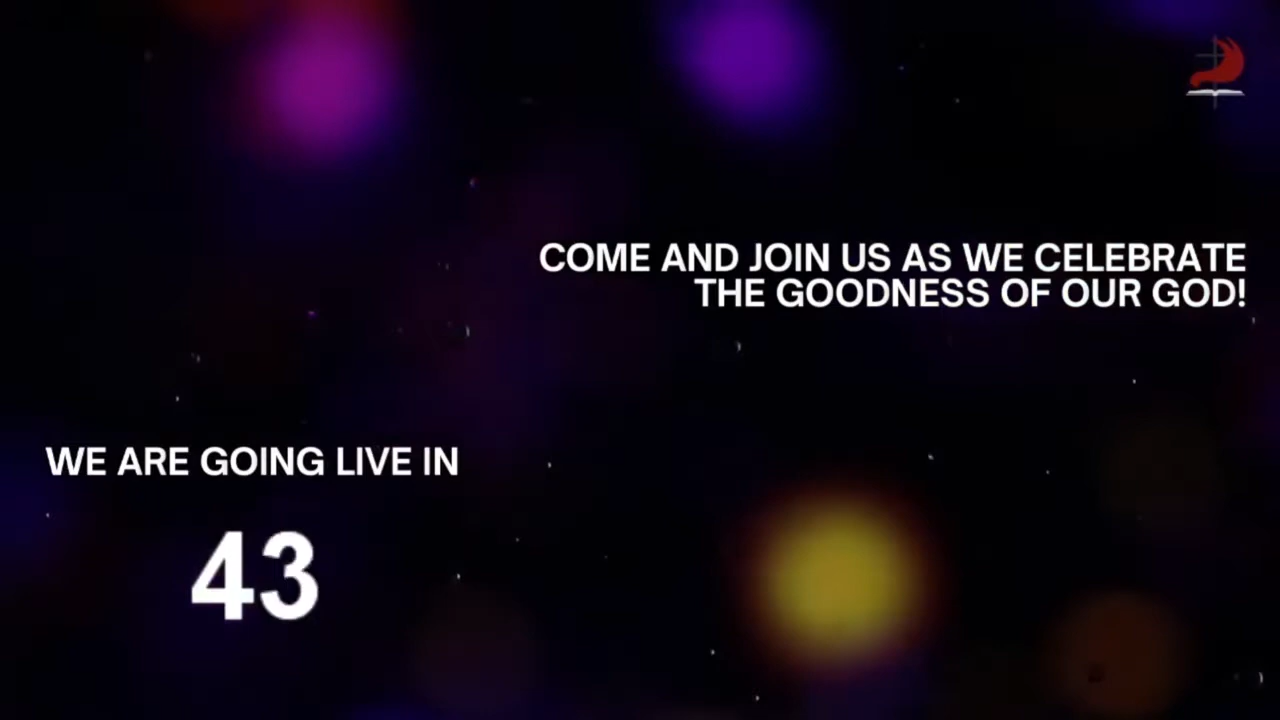 COME AND JOIN US AS WE CELEBRATE
THE GOODNESS OF OUR GOD!
WE ARE GOING LIVE IN
43